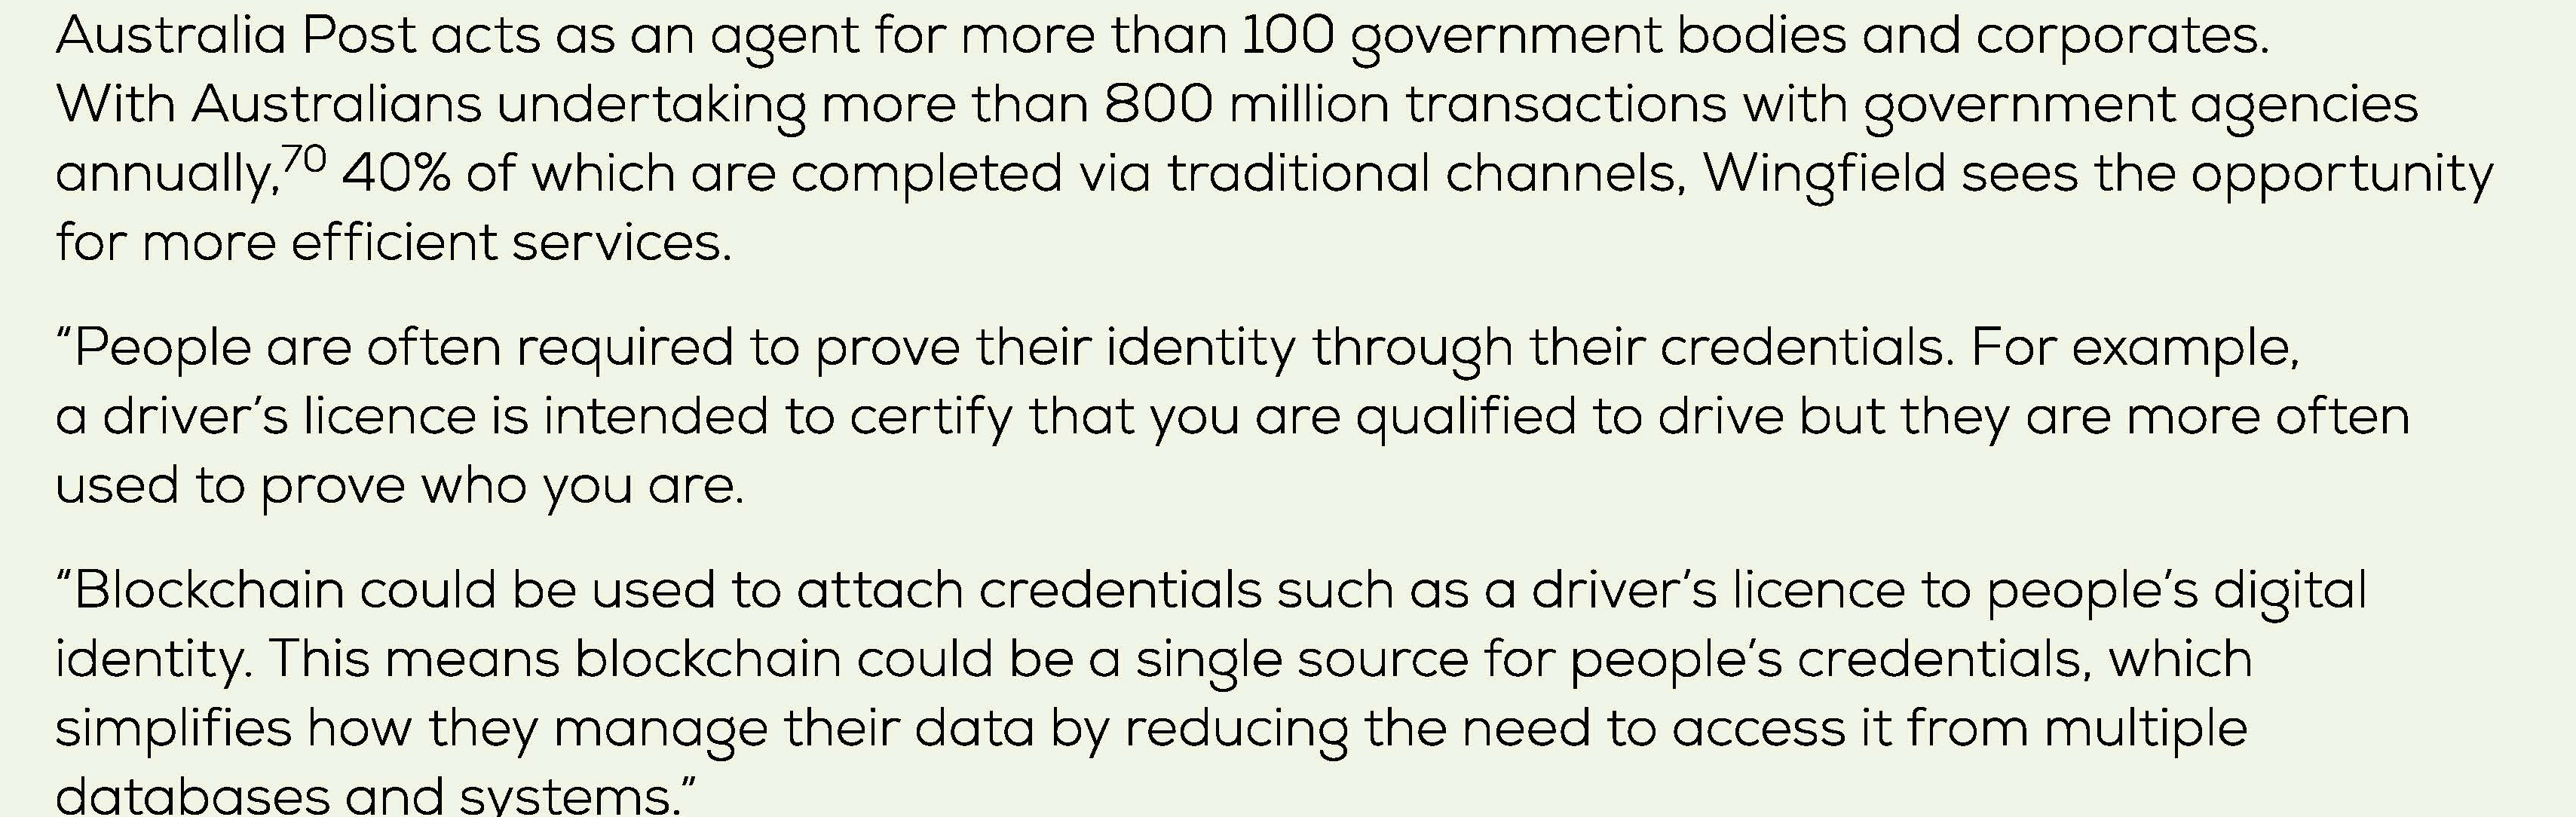 Australia Post acts as an agent for more than 100 government bodies and corporates.
With Australians undertaking more than 800 million transactions with government agencies
annually,⁷⁰ 40% of which are completed via traditional channels, Wingfield sees the opportunity
for more efficient services.
“People are often required to prove their identity through their credentials. For example,
a driver’s licence is intended to certify that you are qualified to drive but they are more often
used to prove who you are.
“Blockchain could be used to attach credentials such as a driver’s licence to people’s digital
identity. This means blockchain could be a single source for people’s credentials, which
simplifies how they manage their data by reducing the need to access it from multiple
databases and systems.”